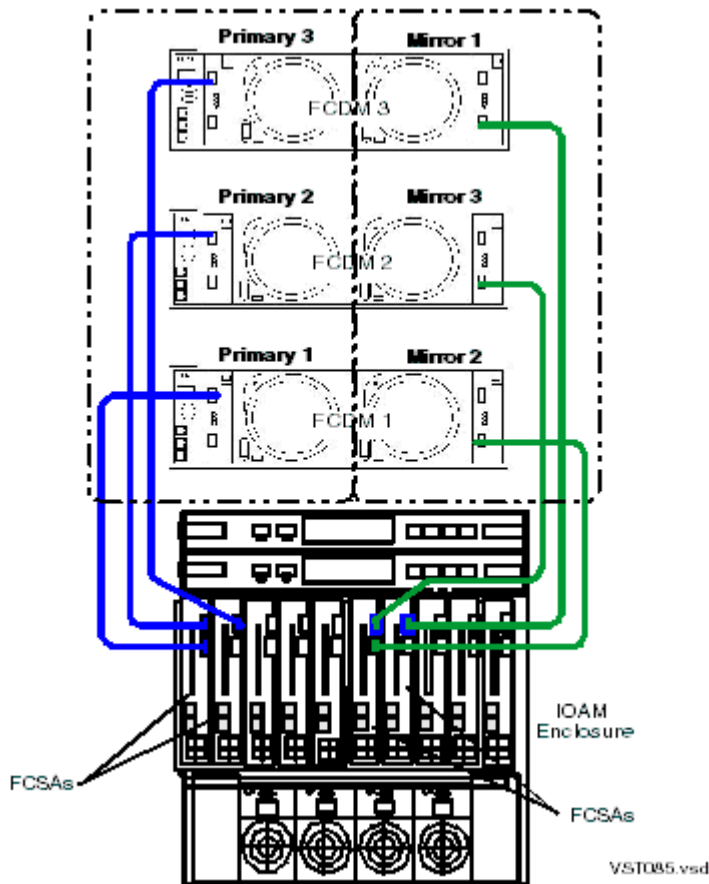 Primary 3 Mirror 1
FCDM 3
Primary 2 Mirror 3
FCDM 2
Primary 1 Mirror 2
FCDM 1
IOAM
Enclosure
FCSAs
FCSAs
VST085.vsd